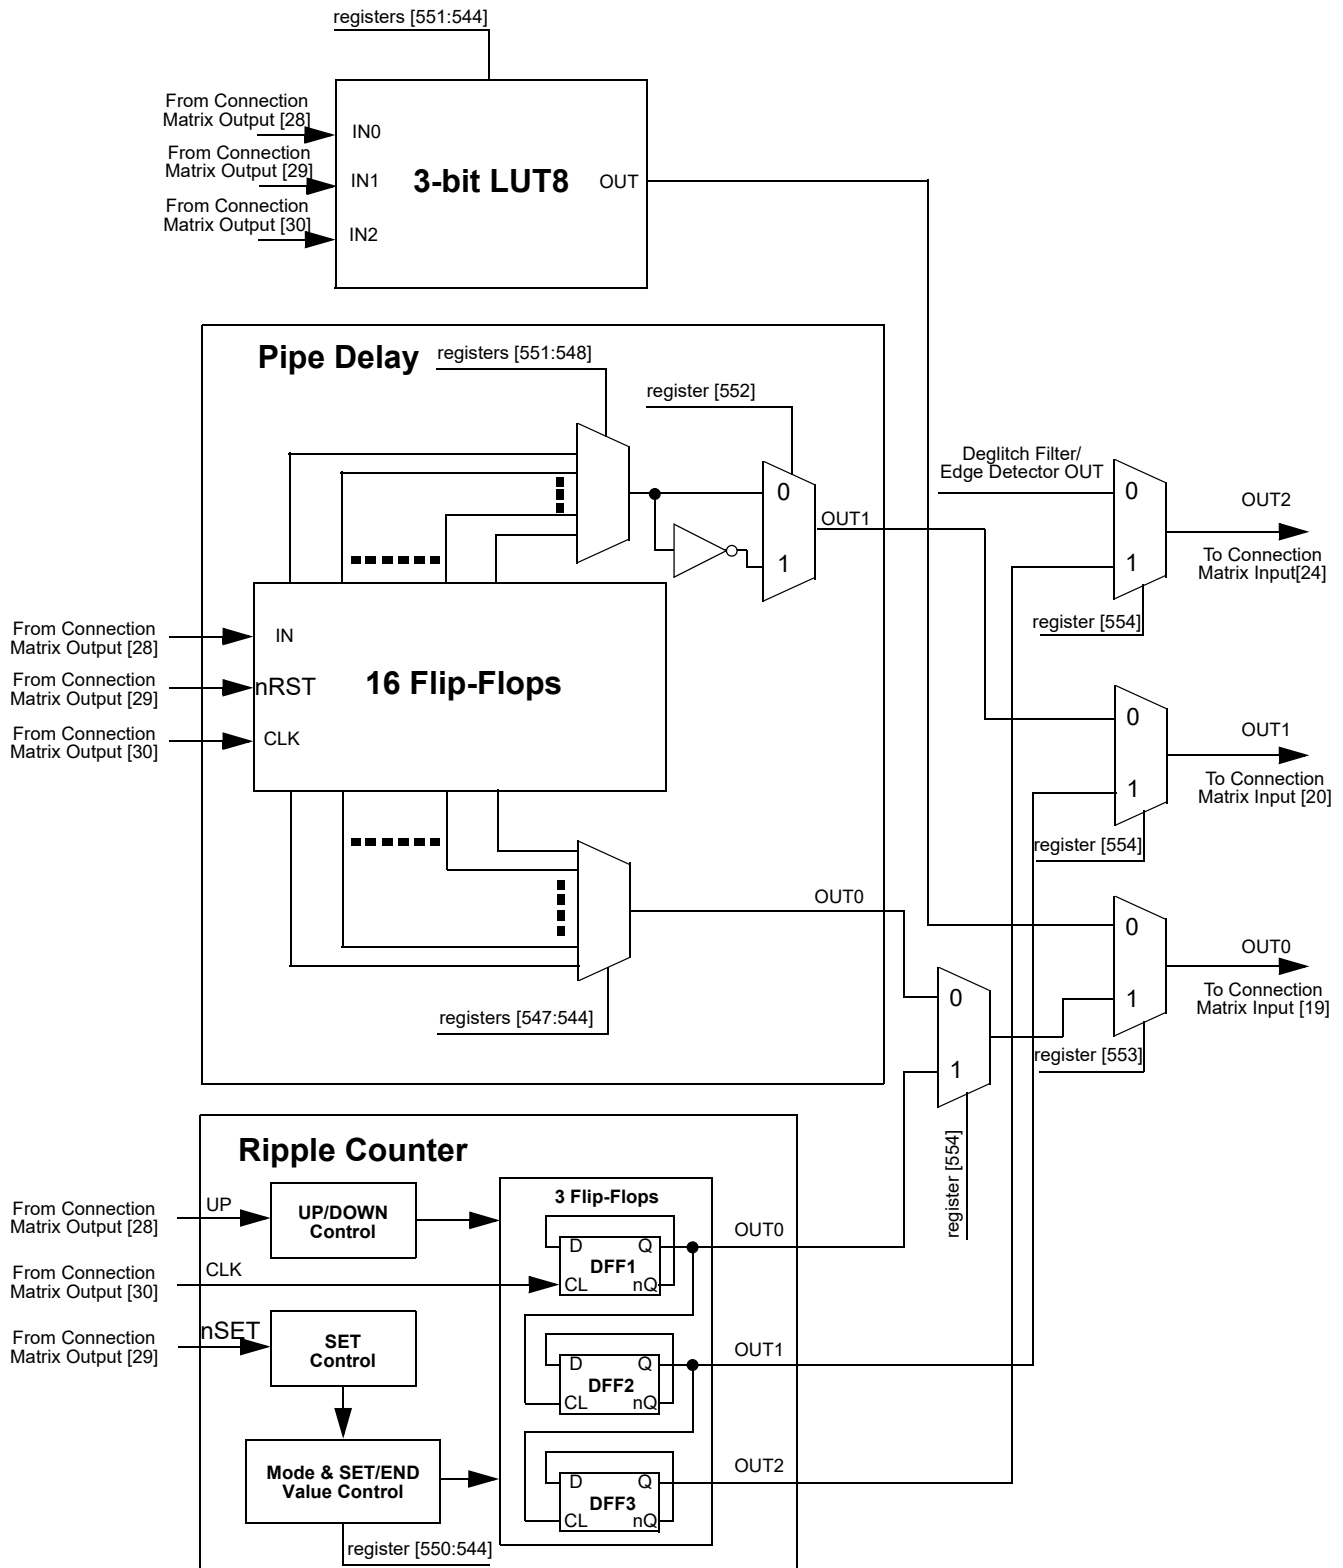 registers [551:544]
From Connection
Matrix Output [28]
IN0
From Connection
Matrix Output [29]
IN1
3-bit LUT8
OUT
From Connection
Matrix Output [30]
IN2
Pipe Delay
registers [551:548]
register [552]
0
1
OUT1
Deglitch Filter/
Edge Detector OUT
0
1
OUT2
To Connection
Matrix Input[24]
register [554]
From Connection
Matrix Output [28]
IN
From Connection
Matrix Output [29]
nRST
16 Flip-Flops
From Connection
Matrix Output [30]
CLK
0
1
OUT1
To Connection
Matrix Input [20]
register [554]
OUT0
registers [547:544]
0
1
register [554]
0
1
OUT0
To Connection
Matrix Input [19]
register [553]
Ripple Counter
From Connection
Matrix Output [28]
UP
UP/DOWN
Control
3 Flip-Flops
D
Q
DFF1
CL
nQ
OUT0
From Connection
Matrix Output [30]
CLK
From Connection
Matrix Output [29]
nSET
SET
Control
D
Q
DFF2
CL
nQ
OUT1
Mode & SET/END
Value Control
D
Q
DFF3
CL
nQ
OUT2
register [550:544]